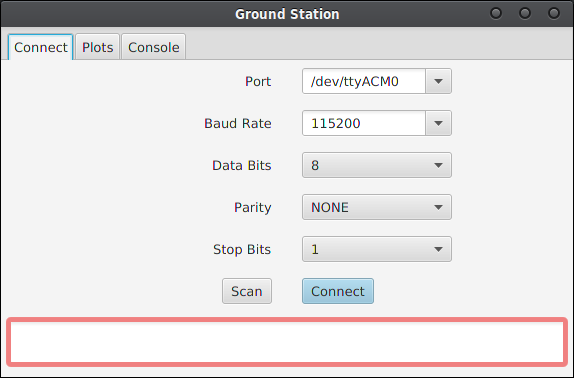 Ground Station
Connect Plots Console
Port /dev/ttyACM0
Baud Rate 115200
Data Bits 8
Parity NONE
Stop Bits 1
Scan Connect